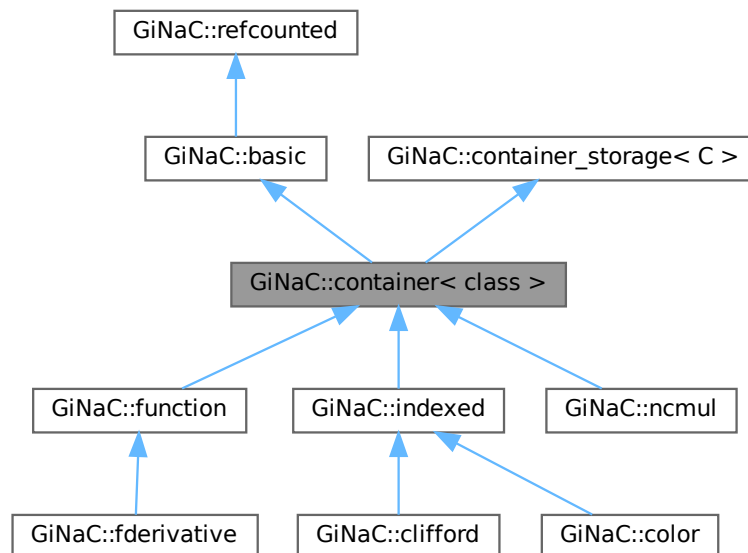 GiNaC::refcounted
GiNaC::basic
GiNaC::container_storage< C >
GiNaC::container< class >
GiNaC::function
GiNaC::indexed
GiNaC::ncmul
GiNaC::fderivative
GiNaC::clifford
GiNaC::color